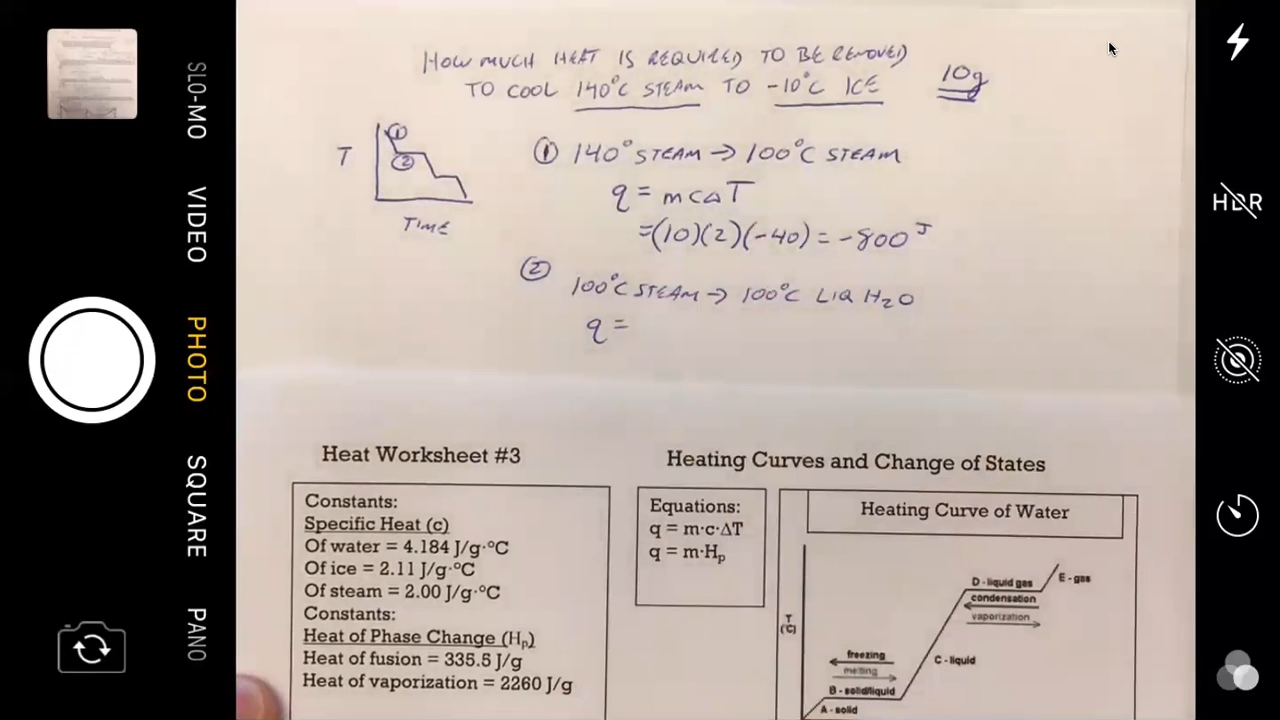 SLO-MO
VIDEO
PHOTO
SQUARE
PANO
HDR
HOW MUCH HEAT IS REQUIRED TO BE REMOVED
TO COOL 140°C STEAM TO -10°C ICE
10g
T
①
②
TIME
① 140° STEAM → 100°C STEAM
q = mc△T
=(10)(2)(-40) = -800 J
② 100°C STEAM → 100°C LIQ H₂O
q =
Heat Worksheet #3
Heating Curves and Change of States
Constants:
Specific Heat (c)
Of water = 4.184 J/g·°C
Of ice = 2.11 J/g·°C
Of steam = 2.00 J/g·°C
Constants:
Heat of Phase Change (Hp)
Heat of fusion = 335.5 J/g
Heat of vaporization = 2260 J/g
Equations:
q = m·c·ΔT
q = m·Hp
Heating Curve of Water
T
(°C)
D - liquid gas
E - gas
condensation
vaporization
freezing
melting
C - liquid
B - solid/liquid
A - solid